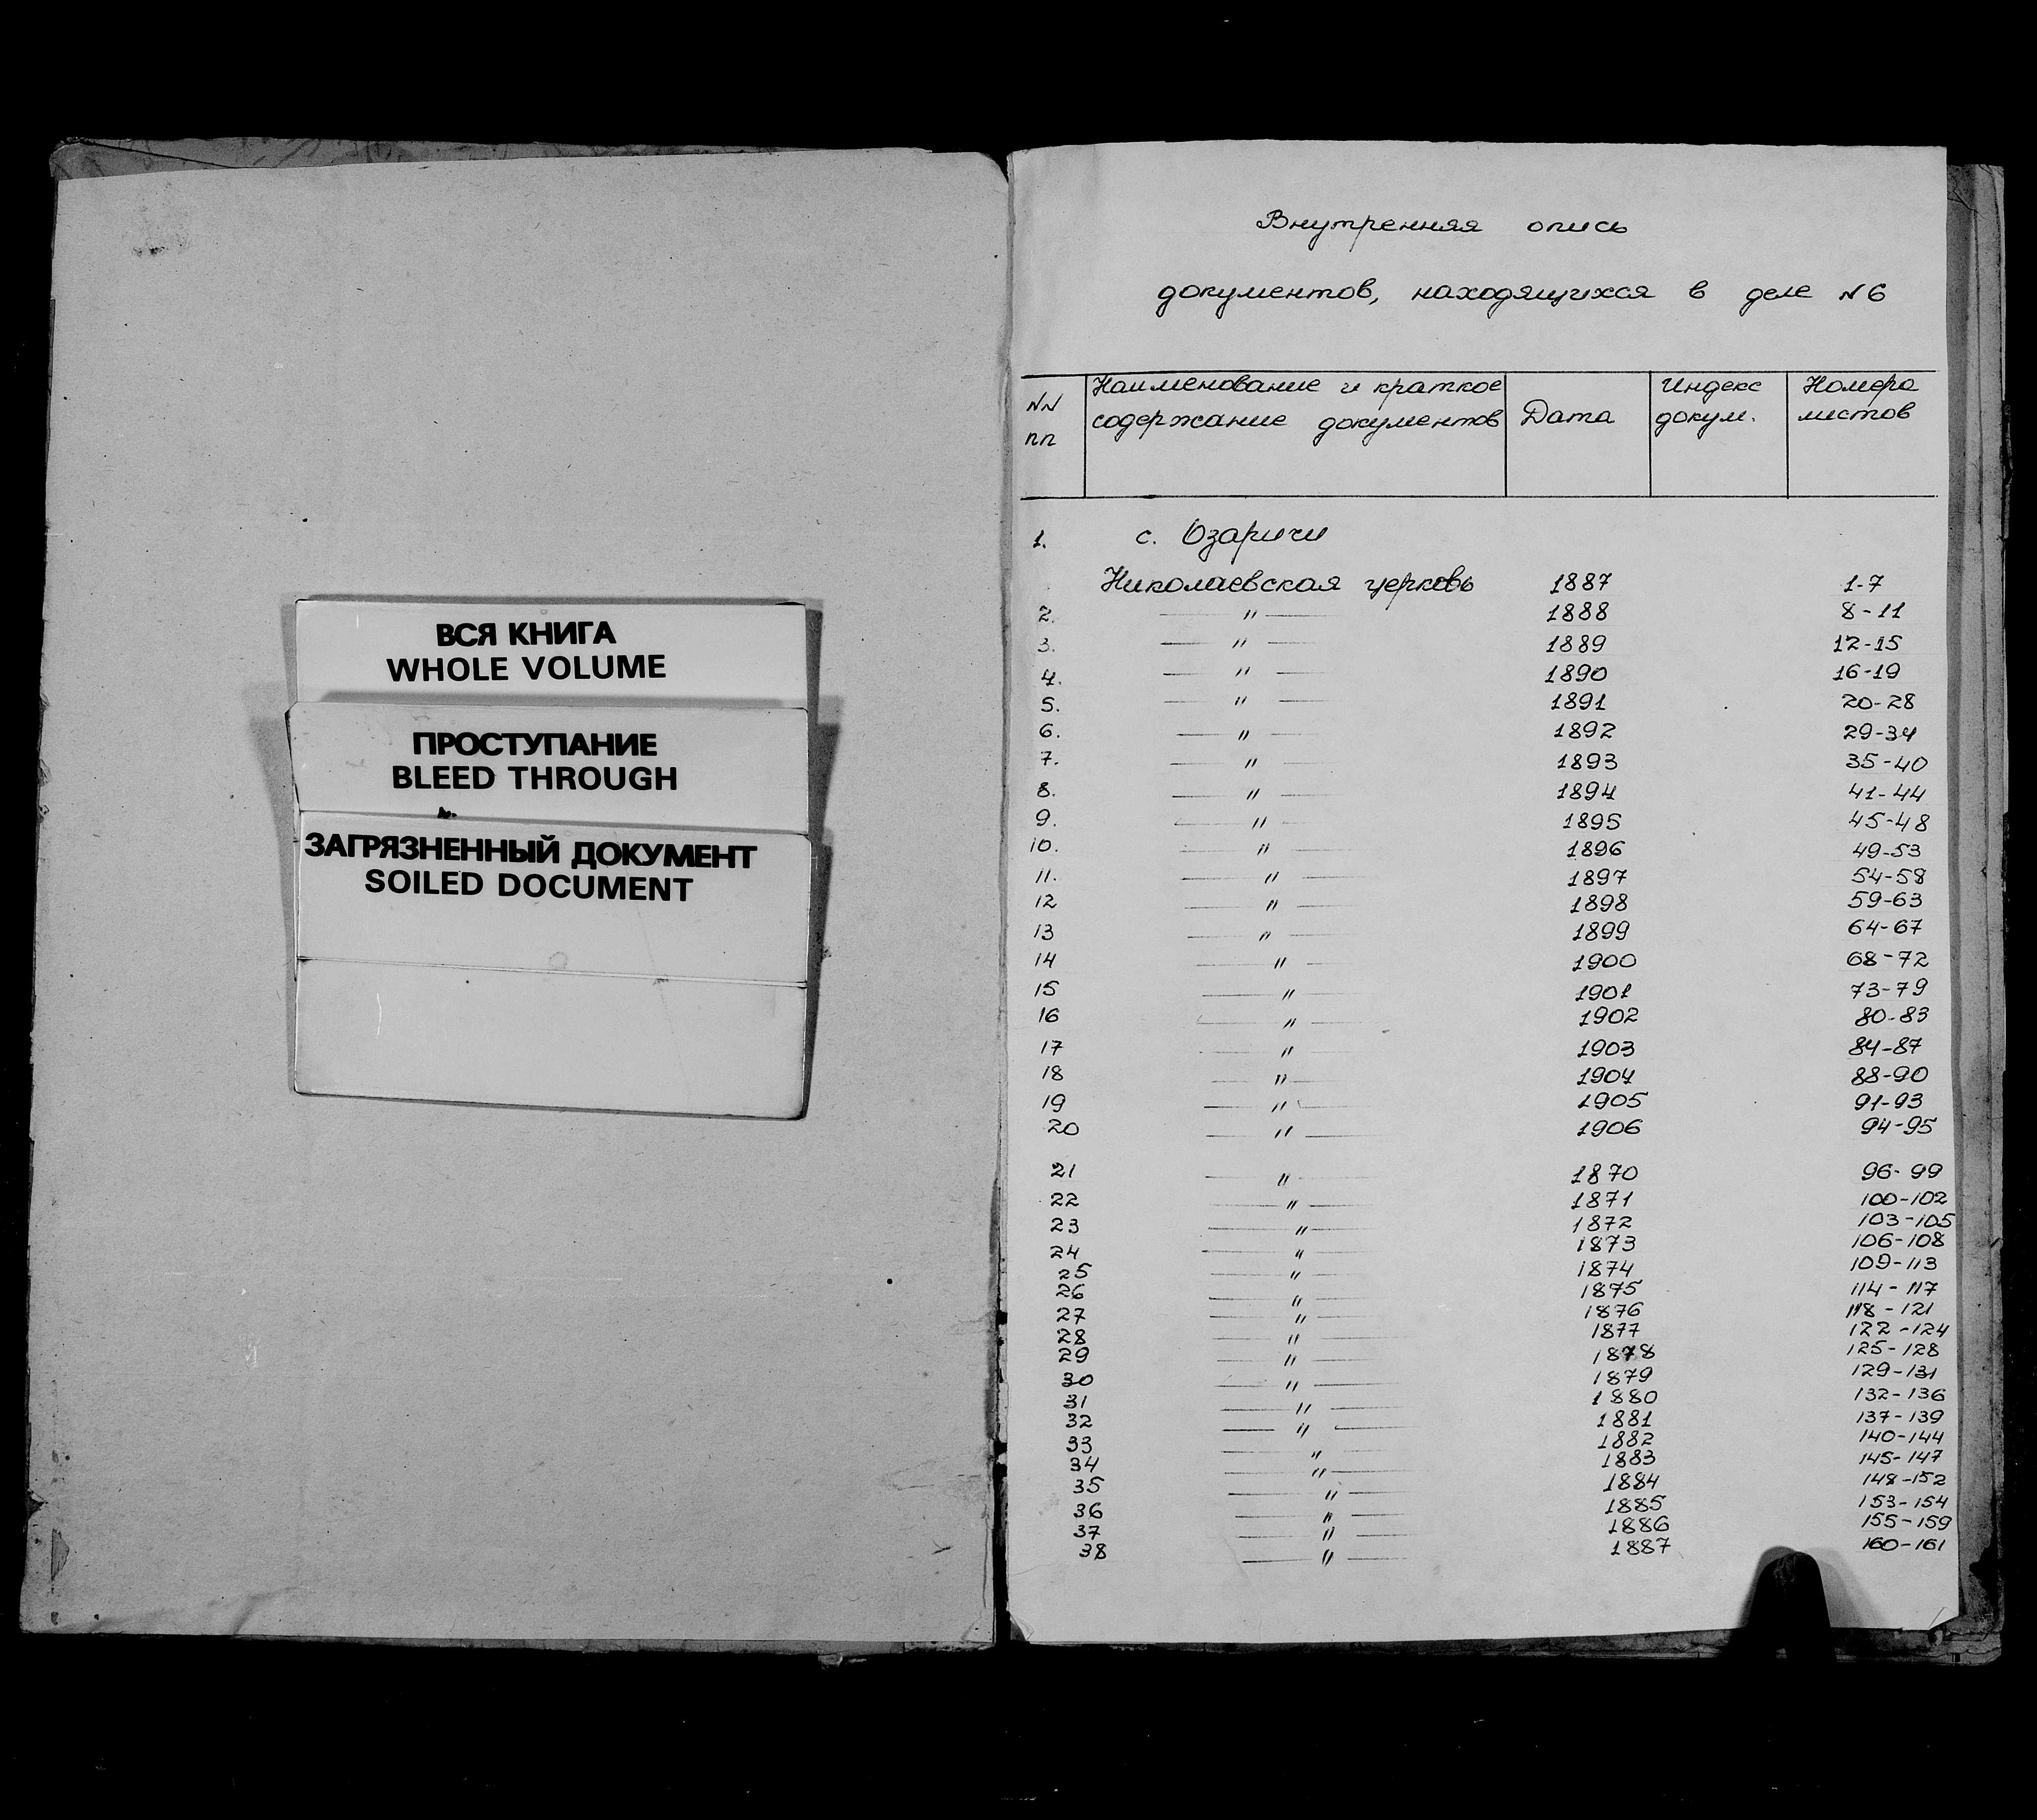 ВСЯ КНИГА
WHOLE VOLUME
ПРОСТУПАНИЕ
BLEED THROUGH
ЗАГРЯЗНЕННЫЙ ДОКУМЕНТ
SOILED DOCUMENT
Внутренняя опись
документов, находящихся в деле N6
NN пп Наименование и краткое содержание документов Дата Индекс докум. Номера листов
1. с. Озаричи
Николаевская церковь 1887 1-7
2. —〃— 1888 8-11
3. —〃— 1889 12-15
4. —〃— 1890 16-19
5. —〃— 1891 20-28
6. —〃— 1892 29-34
7. —〃— 1893 35-40
8. —〃— 1894 41-44
9. —〃— 1895 45-48
10. —〃— 1896 49-53
11. —〃— 1897 54-58
12 —〃— 1898 59-63
13 —〃— 1899 64-67
14 —〃— 1900 68-72
15 —〃— 1901 73-79
16 —〃— 1902 80-83
17 —〃— 1903 84-87
18 —〃— 1904 88-90
19 —〃— 1905 91-93
20 —〃— 1906 94-95
21 —〃— 1870 96-99
22 —〃— 1871 100-102
23 —〃— 1872 103-105
24 —〃— 1873 106-108
25 —〃— 1874 109-113
26 —〃— 1875 114-117
27 —〃— 1876 118-121
28 —〃— 1877 122-124
29 —〃— 1878 125-128
30 —〃— 1879 129-131
31 —〃— 1880 132-136
32 —〃— 1881 137-139
33 —〃— 1882 140-144
34 —〃— 1883 145-147
35 —〃— 1884 148-152
36 —〃— 1885 153-154
37 —〃— 1886 155-159
38 —〃— 1887 160-161